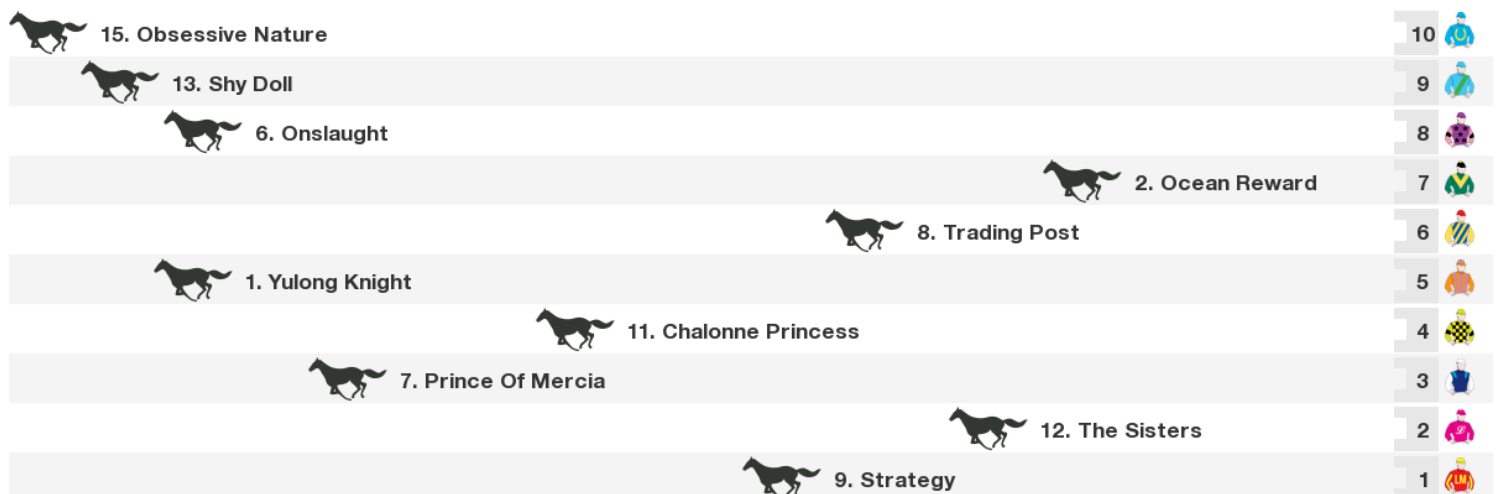 15. Obsessive Nature 10
13. Shy Doll 9
6. Onslaught 8
2. Ocean Reward 7
8. Trading Post 6
1. Yulong Knight 5
11. Chalonne Princess 4
7. Prince Of Mercia 3
12. The Sisters 2
9. Strategy 1
LM